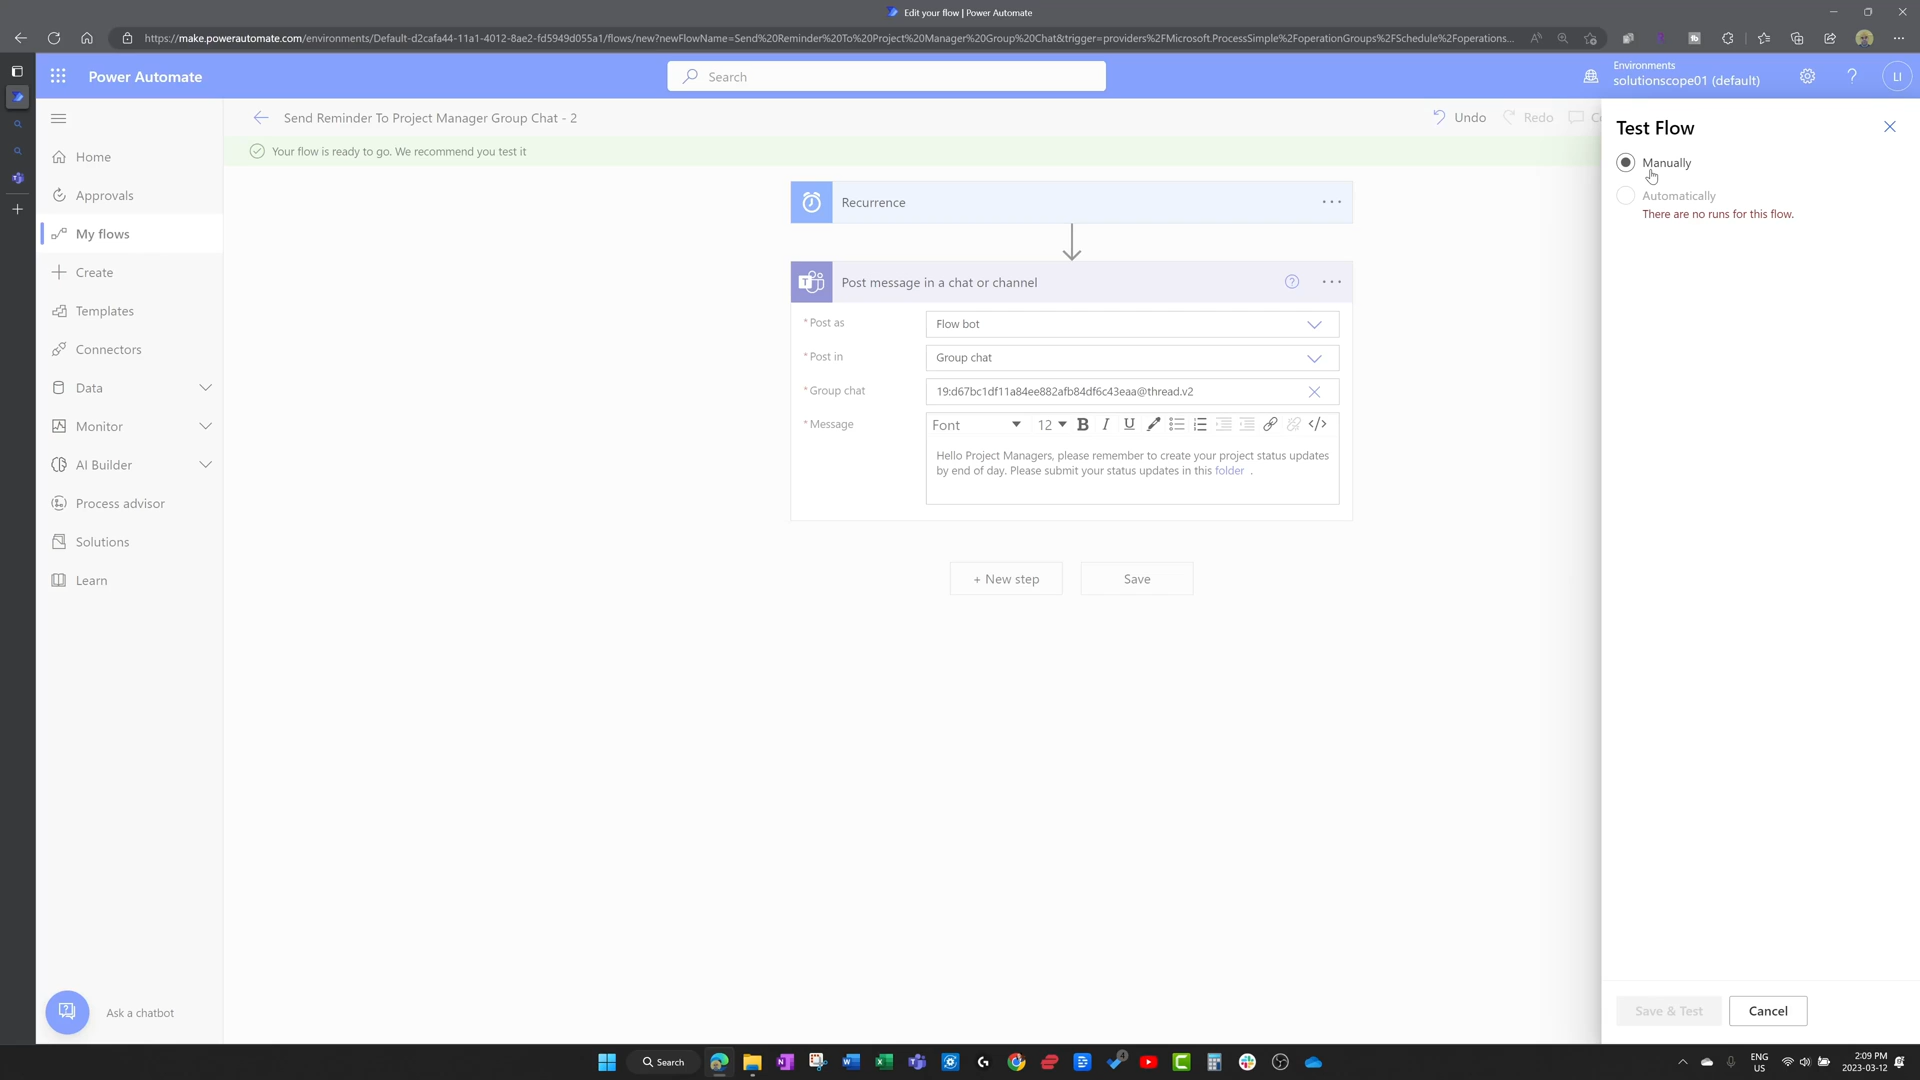 Edit your flow | Power Automate
https://make.powerautomate.com/environments/Default-d2cafa44-11a1-4012-8ae2-fd5949d055a1/flows/new?newFlowName=Send%20Reminder%20To%20Project%20Manager%20Group%20Chat&trigger=providers%2FMicrosoft.ProcessSimple%2FoperationGroups%2FSchedule%2Foperations...
Power Automate
Search
Environments
solutionscope01 (default)
LI
Send Reminder To Project Manager Group Chat - 2
Undo
Redo
Your flow is ready to go. We recommend you test it
Home
Approvals
My flows
Create
Templates
Connectors
Data
Monitor
AI Builder
Process advisor
Solutions
Learn
Ask a chatbot
Recurrence
Post message in a chat or channel
* Post as
Flow bot
* Post in
Group chat
* Group chat
19:d67bc1df11a84ee882afb84df6c43eaa@thread.v2
* Message
Font
12
Hello Project Managers, please remember to create your project status updates
by end of day. Please submit your status updates in this folder .
+ New step
Save
Test Flow
Manually
Automatically
There are no runs for this flow.
Save & Test
Cancel
Search
4
ENG
US
2:09 PM
2023-03-12